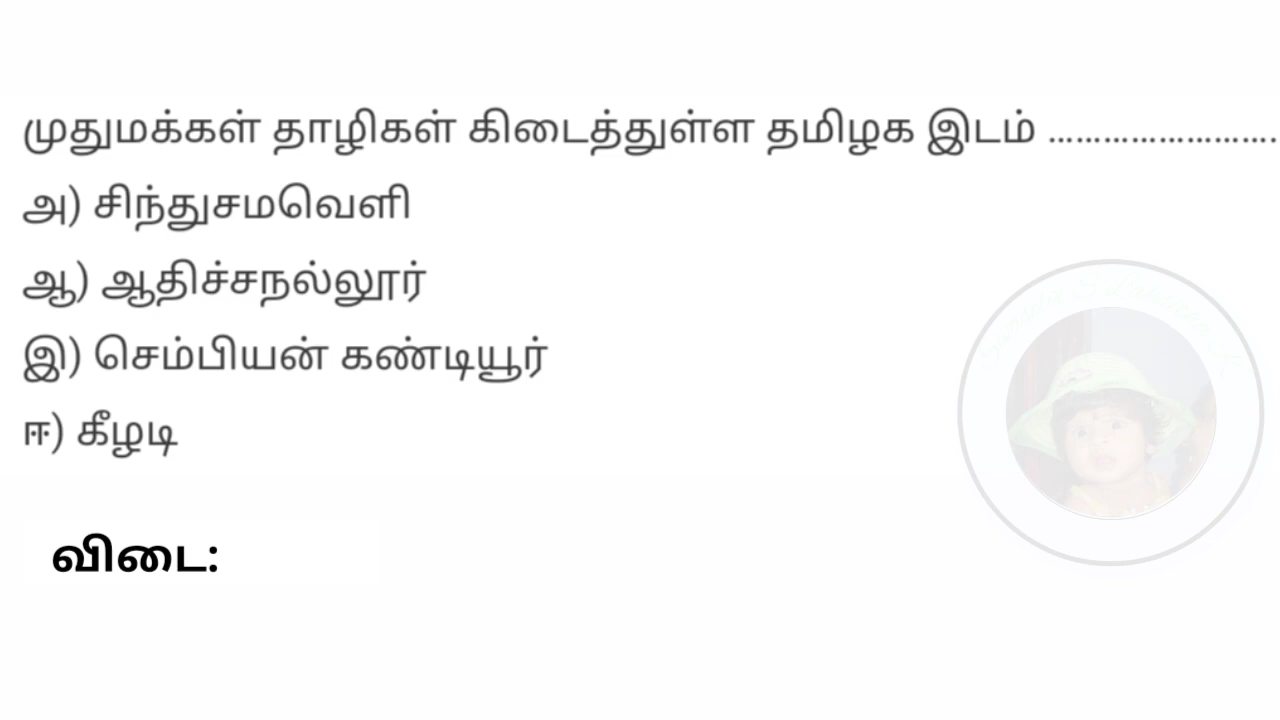 முதுமக்கள் தாழிகள் கிடைத்துள்ள தமிழக இடம் ..........................
அ) சிந்துசமவெளி
ஆ) ஆதிச்சநல்லூர்
இ) செம்பியன் கண்டியூர்
ஈ) கீழடி
விடை: